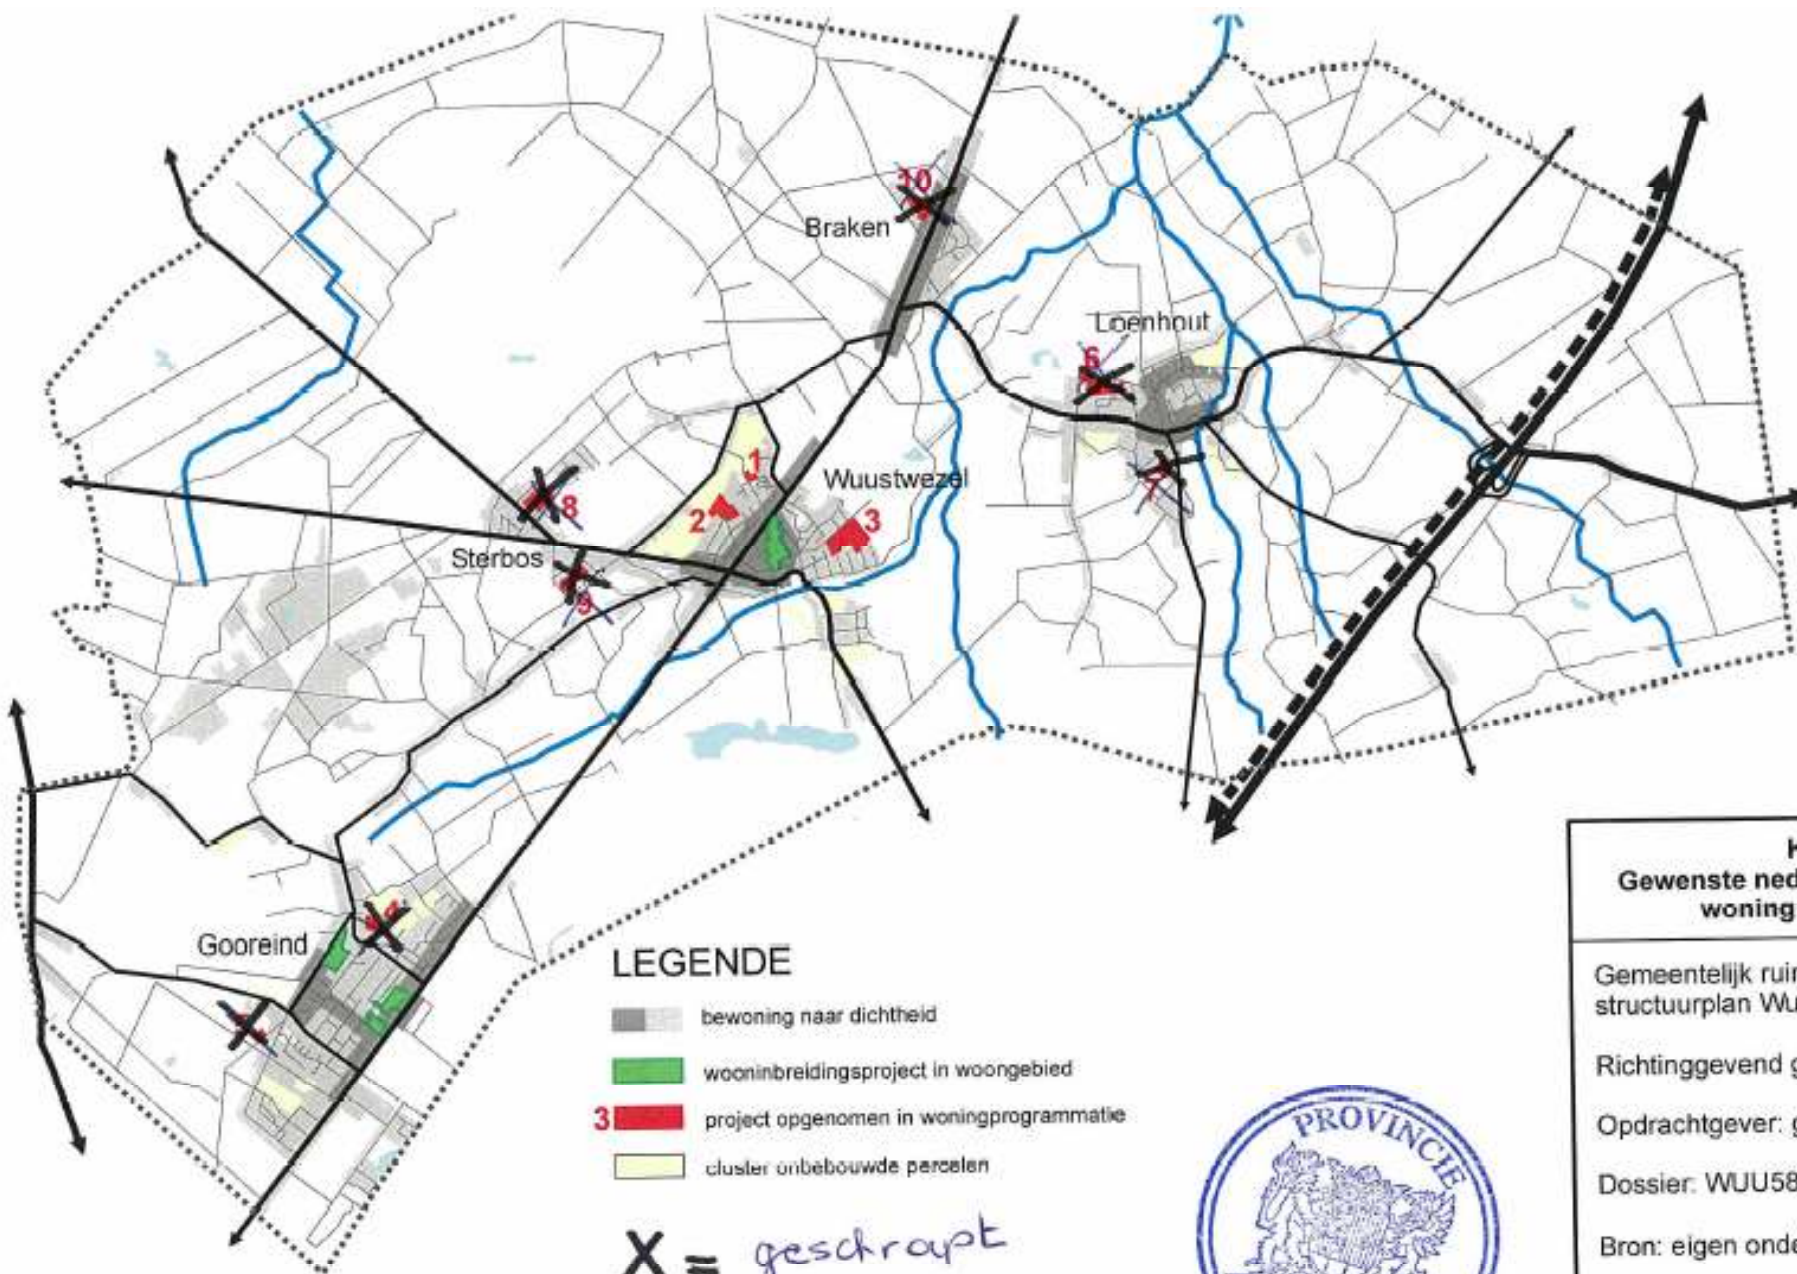 10
Braken
Loenhout
6
1
Wuustwezel
8
2
3
7
Sterbos
9
4
Gooreind
LEGENDE
bewoning naar dichtheid
wooninbreidingsproject in woongebied
3 project opgenomen in woningprogrammatie
cluster onbebouwde percelen
X = geschrapt
PROVINCIE
K
Gewenste ned
woning
Gemeentelijk ruin
structuurplan Wu
Richtinggevend g
Opdrachtgever: g
Dossier: WUU58
Bron: eigen onde